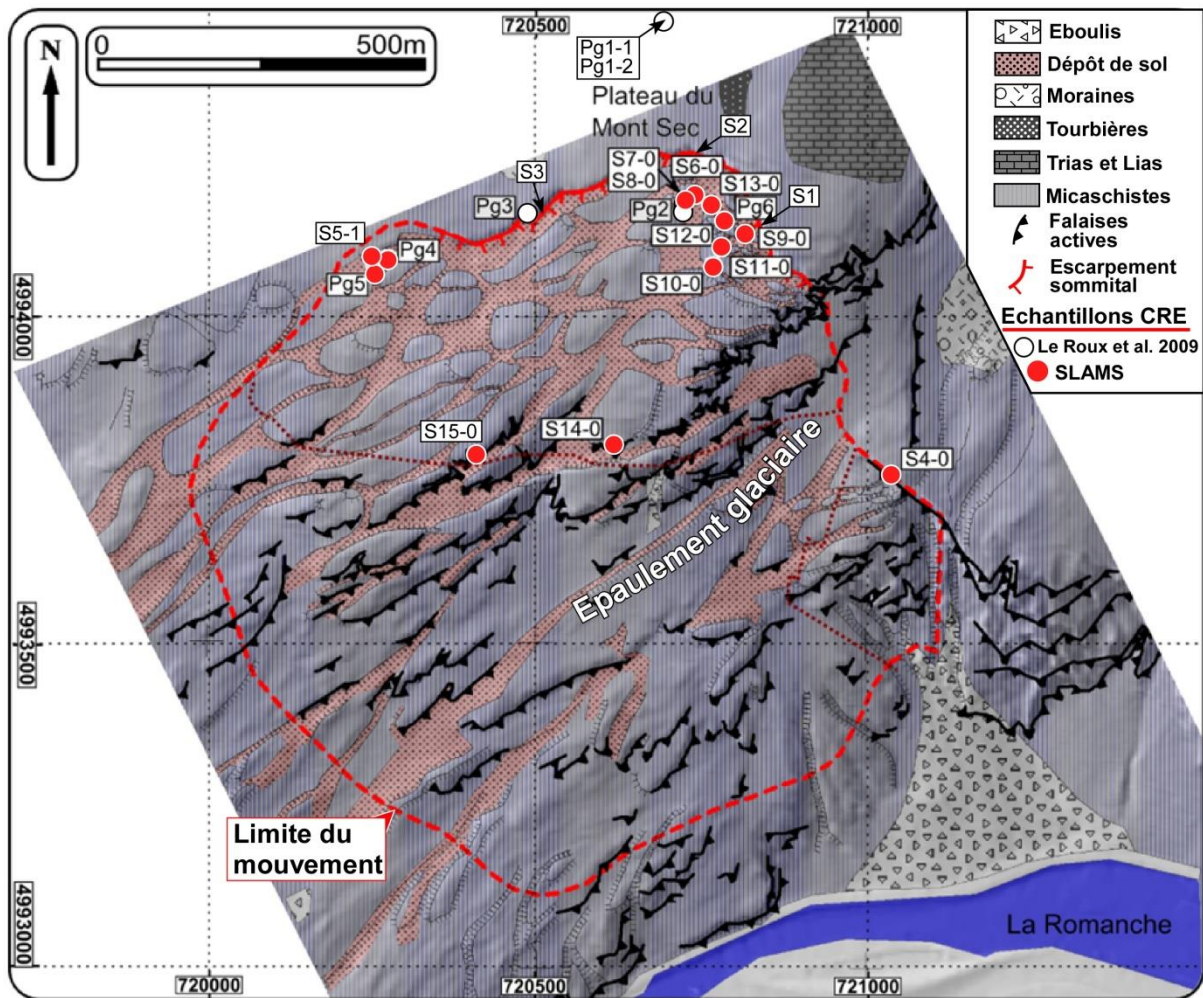 720500
721000
N
0
500m
Pg1-1
Pg1-2
Plateau du
Mont Sec
Eboulis
Dépôt de sol
Moraines
Tourbières
Trias et Lias
Micaschistes
Falaises
actives
Escarpement
sommital
Echantillons CRE
Le Roux et al. 2009
SLAMS
S2
S7-0
S8-0
S6-0
S13-0
S3
S1
Pg3
Pg2
Pg6
S5-1
Pg4
S12-0
S9-0
Pg5
S10-0
S11-0
4994000
S15-0
S14-0
S4-0
Epaulement glaciaire
4993500
Limite du
mouvement
La Romanche
4993000
720000
720500
721000